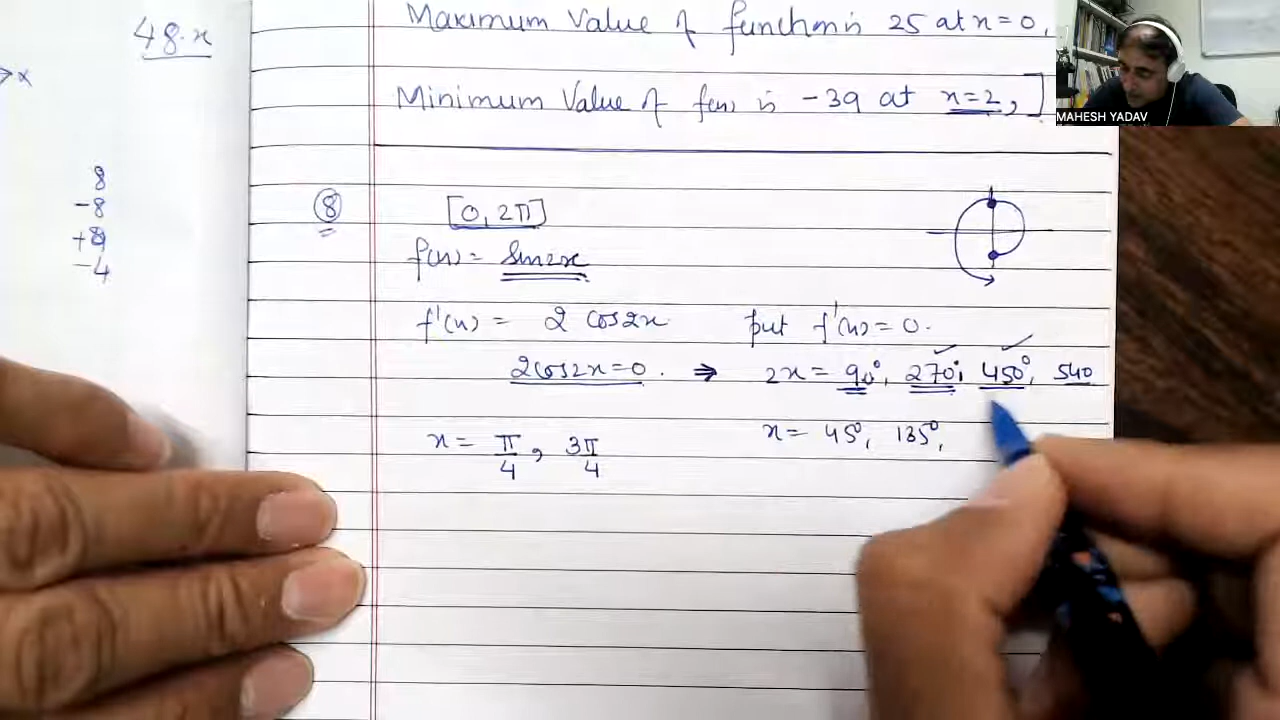 48·x
Maximum Value of function is 25 at x=0,
→x
Minimum Value of f(x) is -39 at x=2,]
MAHESH YADAV
8
-8
+8
-4
⑧ [0, 2π]
f(x) = Sin2x
f'(x) = 2 Cos2x put f'(x) = 0.
2cos2x=0. ⇒ 2x = 90°, 270°, 450°, 540
x = π/4, 3π/4 x = 45°, 135°,